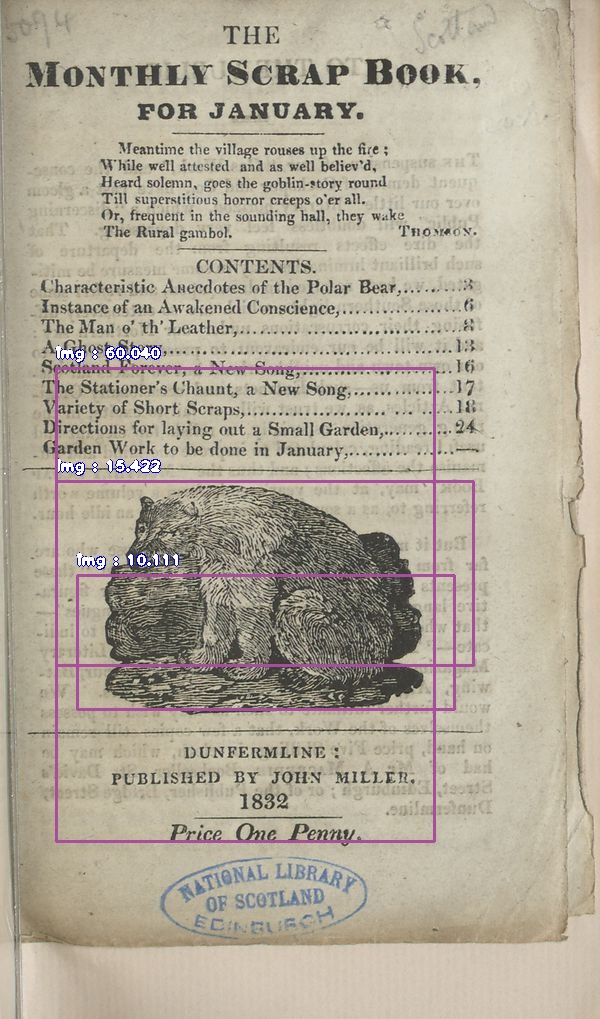 5074
Scotland
THE
MONTHLY SCRAP BOOK,
FOR JANUARY.
Meantime the village rouses up the fire;
While well attested and as well believ'd,
Heard solemn, goes the goblin-story round
Till superstitious horror creeps o'er all.
Or, frequent in the sounding hall, they wake
The Rural gambol. THOMSON.
CONTENTS.
Characteristic Anecdotes of the Polar Bear,.........3
Instance of an Awakened Conscience,.................6
The Man o' th' Leather,.............................8
A Ghost Story,.....................................13
Img : 60.040
Scotland Forever, a New Song,......................16
The Stationer's Chaunt, a New Song,................17
Variety of Short Scraps,...........................18
Directions for laying out a Small Garden,..........24
Garden Work to be done in January,.................—
Img : 15.422
Img : 10.111
DUNFERMLINE:
PUBLISHED BY JOHN MILLER.
1832
Price One Penny.
NATIONAL LIBRARY
OF SCOTLAND
EDINBURGH